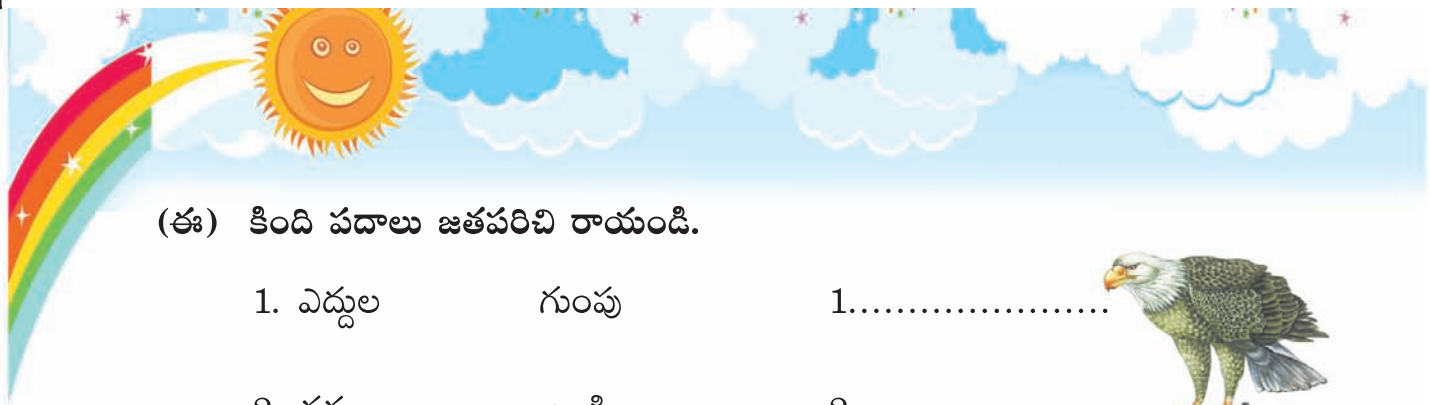 (ఈ) కింది పదాలు జతపరిచి రాయండి.
1. ఎద్దుల గుంపు 1......................